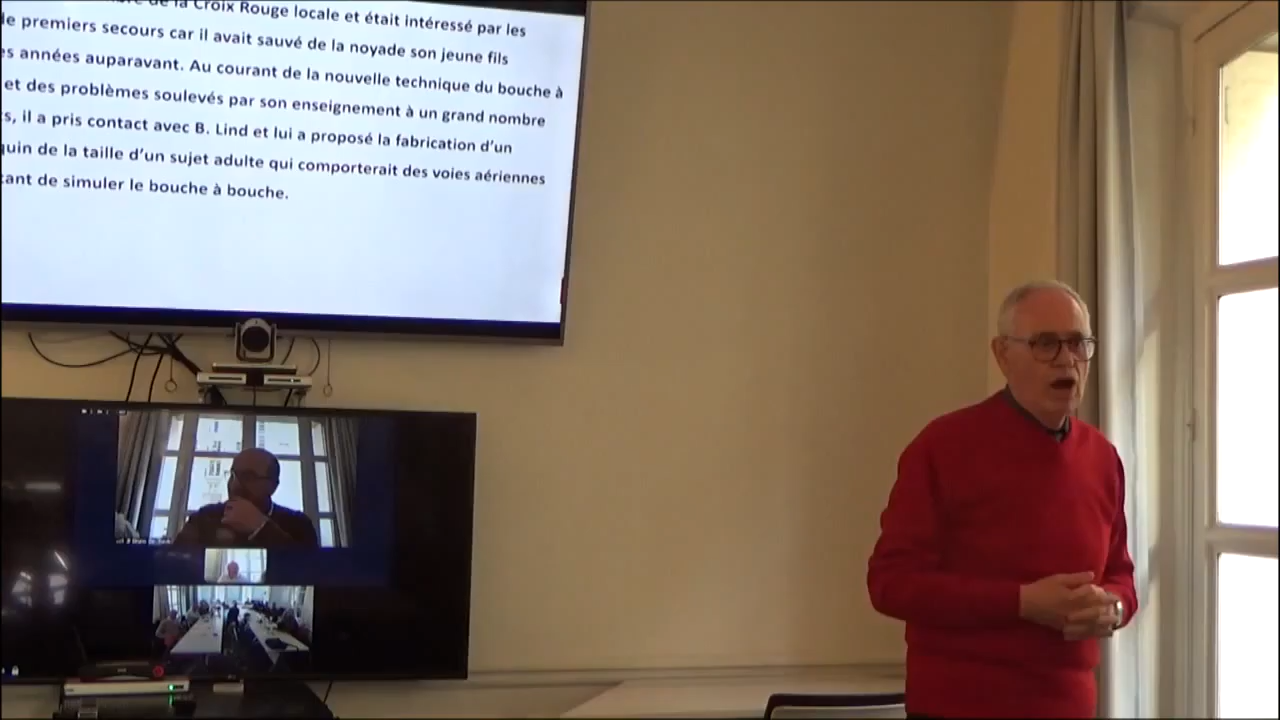 de la Croix Rouge locale et était intéressé par les
de premiers secours car il avait sauvé de la noyade son jeune fils
es années auparavant. Au courant de la nouvelle technique du bouche à
et des problèmes soulevés par son enseignement à un grand nombre
s, il a pris contact avec B. Lind et lui a proposé la fabrication d'un
quin de la taille d'un sujet adulte qui comporterait des voies aériennes
tant de simuler le bouche à bouche.